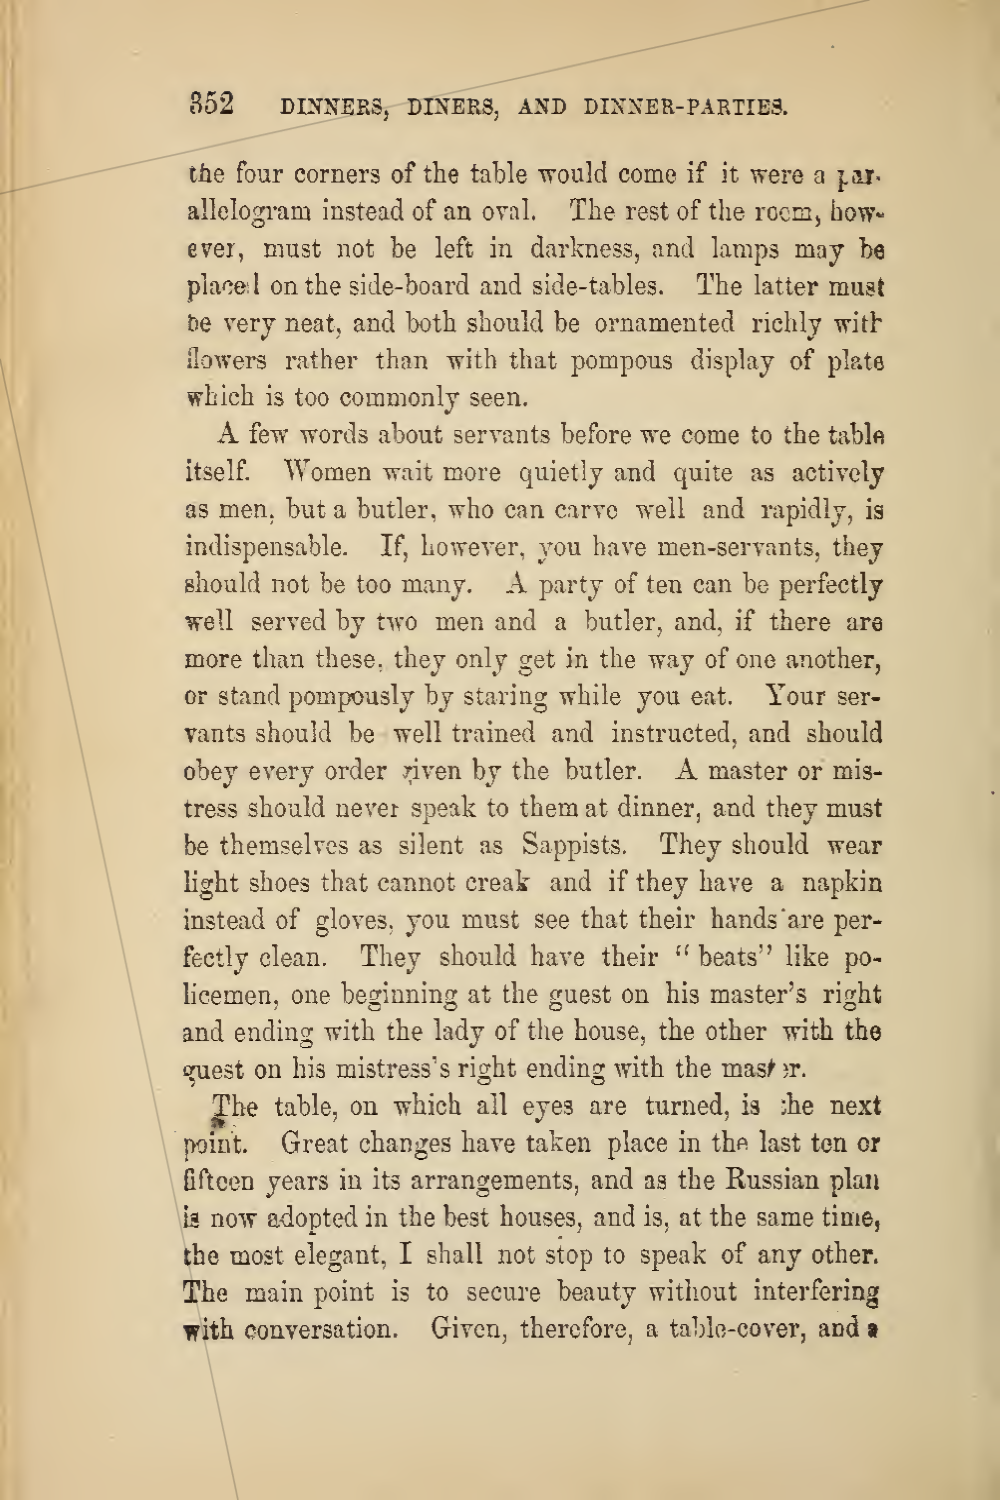 352 DINNERS, DINERS, AND DINNER-PARTIES.
the four corners of the table would come if it were a par-
allelogram instead of an oval. The rest of the room, how-
ever, must not be left in darkness, and lamps may be
placed on the side-board and side-tables. The latter must
be very neat, and both should be ornamented richly with
flowers rather than with that pompous display of plate
which is too commonly seen.
A few words about servants before we come to the table
itself. Women wait more quietly and quite as actively
as men, but a butler, who can carve well and rapidly, is
indispensable. If, however, you have men-servants, they
should not be too many. A party of ten can be perfectly
well served by two men and a butler, and, if there are
more than these, they only get in the way of one another,
or stand pompously by staring while you eat. Your ser-
vants should be well trained and instructed, and should
obey every order given by the butler. A master or mis-
tress should never speak to them at dinner, and they must
be themselves as silent as Sappists. They should wear
light shoes that cannot creak and if they have a napkin
instead of gloves, you must see that their hands are per-
fectly clean. They should have their "beats" like po-
licemen, one beginning at the guest on his master's right
and ending with the lady of the house, the other with the
guest on his mistress's right ending with the master.
The table, on which all eyes are turned, is the next
point. Great changes have taken place in the last ten or
fifteen years in its arrangements, and as the Russian plan
is now adopted in the best houses, and is, at the same time,
the most elegant, I shall not stop to speak of any other.
The main point is to secure beauty without interfering
with conversation. Given, therefore, a table-cover, and a